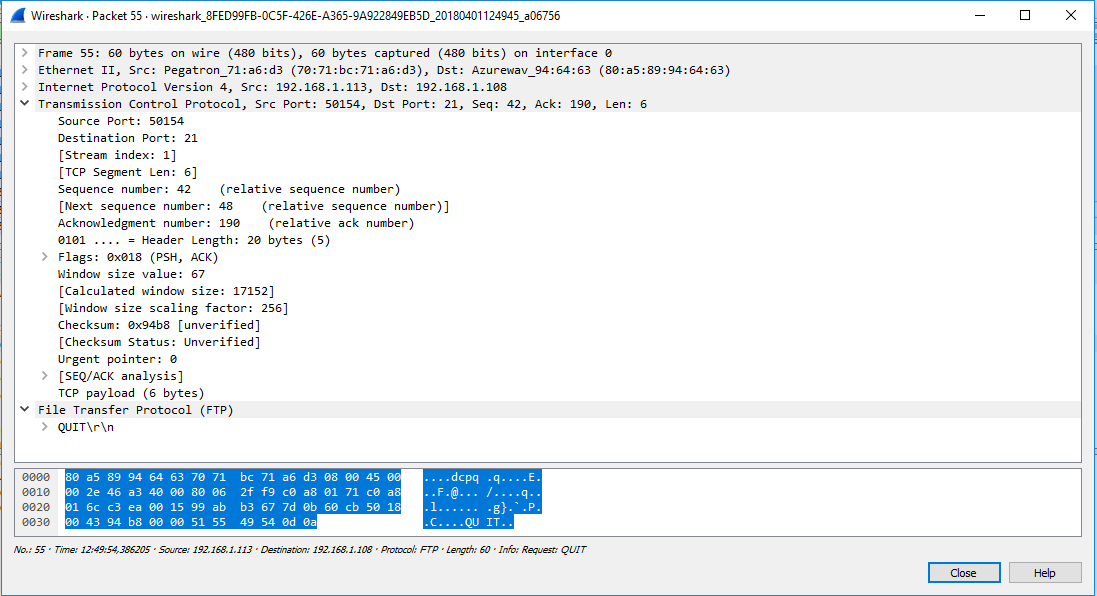 Wireshark · Packet 55 · wireshark_8FED99FB-0C5F-426E-A365-9A922849EB5D_20180401124945_a06756
Frame 55: 60 bytes on wire (480 bits), 60 bytes captured (480 bits) on interface 0
Ethernet II, Src: Pegatron_71:a6:d3 (70:71:bc:71:a6:d3), Dst: Azurewav_94:64:63 (80:a5:89:94:64:63)
Internet Protocol Version 4, Src: 192.168.1.113, Dst: 192.168.1.108
Transmission Control Protocol, Src Port: 50154, Dst Port: 21, Seq: 42, Ack: 190, Len: 6
Source Port: 50154
Destination Port: 21
[Stream index: 1]
[TCP Segment Len: 6]
Sequence number: 42    (relative sequence number)
[Next sequence number: 48    (relative sequence number)]
Acknowledgment number: 190    (relative ack number)
0101 .... = Header Length: 20 bytes (5)
Flags: 0x018 (PSH, ACK)
Window size value: 67
[Calculated window size: 17152]
[Window size scaling factor: 256]
Checksum: 0x94b8 [unverified]
[Checksum Status: Unverified]
Urgent pointer: 0
[SEQ/ACK analysis]
TCP payload (6 bytes)
File Transfer Protocol (FTP)
QUIT\r\n
0000  80 a5 89 94 64 63 70 71  bc 71 a6 d3 08 00 45 00   ....dcpq .q....E.
0010  00 2e 46 a3 40 00 80 06  2f f9 c0 a8 01 71 c0 a8   ..F.@... /....q..
0020  01 6c c3 ea 00 15 99 ab  b3 67 7d 0b 60 cb 50 18   .l...... .g}.`.P.
0030  00 43 94 b8 00 00 51 55  49 54 0d 0a   .C....QU IT..
No.: 55 · Time: 12:49:54,386205 · Source: 192.168.1.113 · Destination: 192.168.1.108 · Protocol: FTP · Length: 60 · Info: Request: QUIT
Close
Help